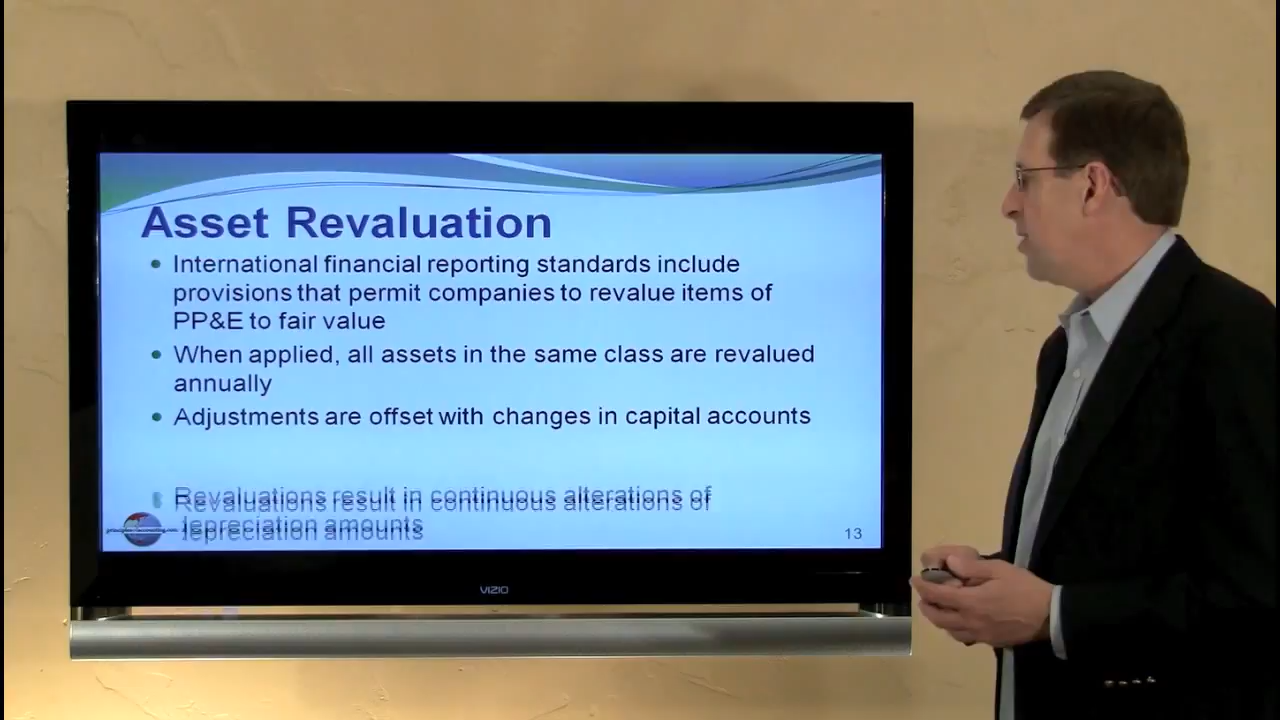 Asset Revaluation
• International financial reporting standards include
provisions that permit companies to revalue items of
PP&E to fair value
• When applied, all assets in the same class are revalued
annually
• Adjustments are offset with changes in capital accounts
• Revaluations result in continuous alterations of
depreciation amounts
13
VIZIO